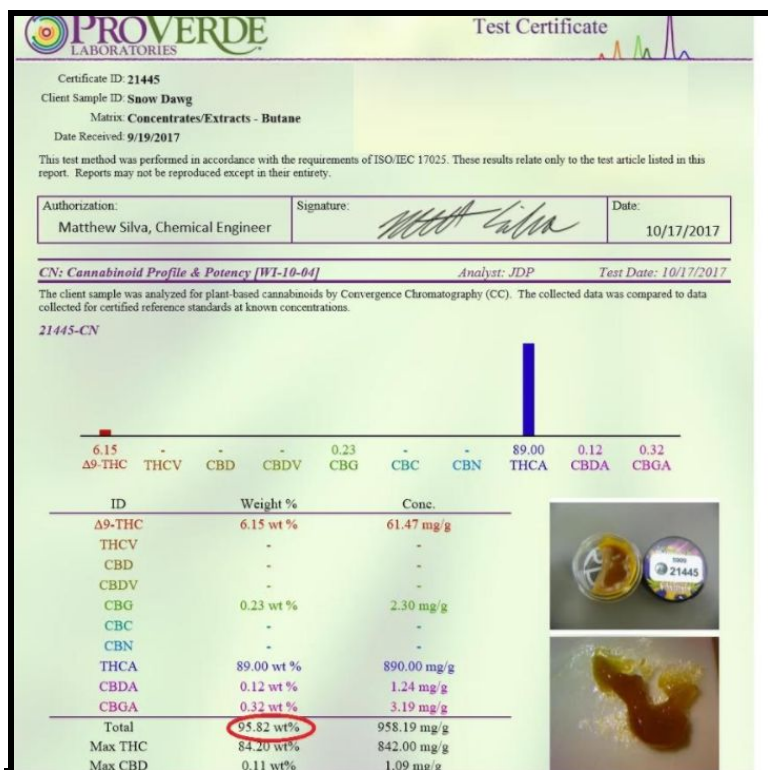 PROVERDE
LABORATORIES
Test Certificate
Certificate ID: 21445
Client Sample ID: Snow Dawg
Matrix: Concentrates/Extracts - Butane
Date Received: 9/19/2017
This test method was performed in accordance with the requirements of ISO/IEC 17025. These results relate only to the test article listed in this
report. Reports may not be reproduced except in their entirety.
Authorization: Signature: Date:
Matthew Silva, Chemical Engineer Matt Silva 10/17/2017
CN: Cannabinoid Profile & Potency [WI-10-04] Analyst: JDP Test Date: 10/17/2017
The client sample was analyzed for plant-based cannabinoids by Convergence Chromatography (CC). The collected data was compared to data
collected for certified reference standards at known concentrations.
21445-CN
6.15 - - - 0.23 - - 89.00 0.12 0.32
Δ9-THC THCV CBD CBDV CBG CBC CBN THCA CBDA CBGA
ID Weight % Conc.
Δ9-THC 6.15 wt % 61.47 mg/g
THCV - -
CBD - -
CBDV - -
CBG 0.23 wt % 2.30 mg/g
CBC - -
CBN - -
THCA 89.00 wt % 890.00 mg/g
CBDA 0.12 wt % 1.24 mg/g
CBGA 0.32 wt % 3.19 mg/g
Total 95.82 wt% 958.19 mg/g
Max THC 84.20 wt% 842.00 mg/g
Max CBD 0.11 wt% 1.09 mg/g
21445